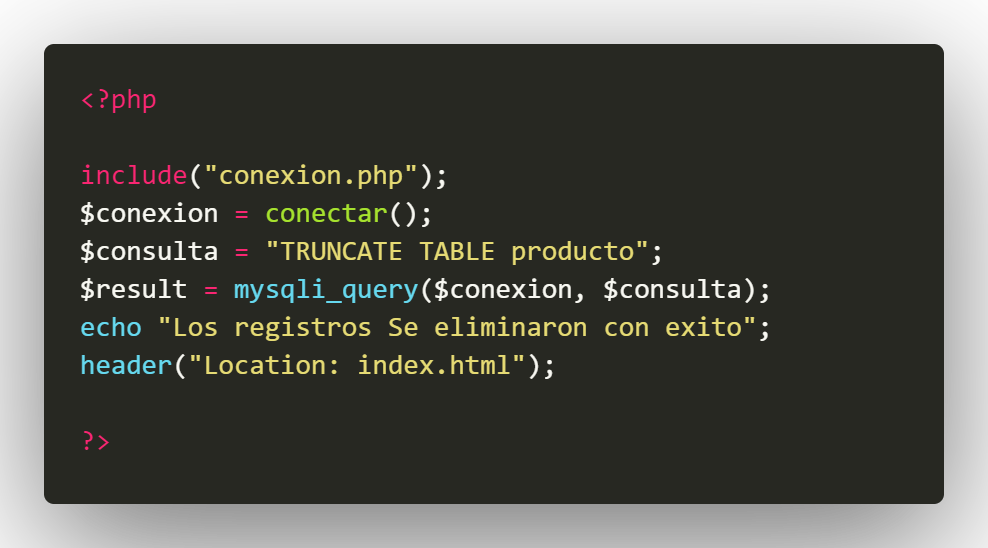 <?php
include("conexion.php");
$conexion = conectar();
$consulta = "TRUNCATE TABLE producto";
$result = mysqli_query($conexion, $consulta);
echo "Los registros Se eliminaron con exito";
header("Location: index.html");
?>